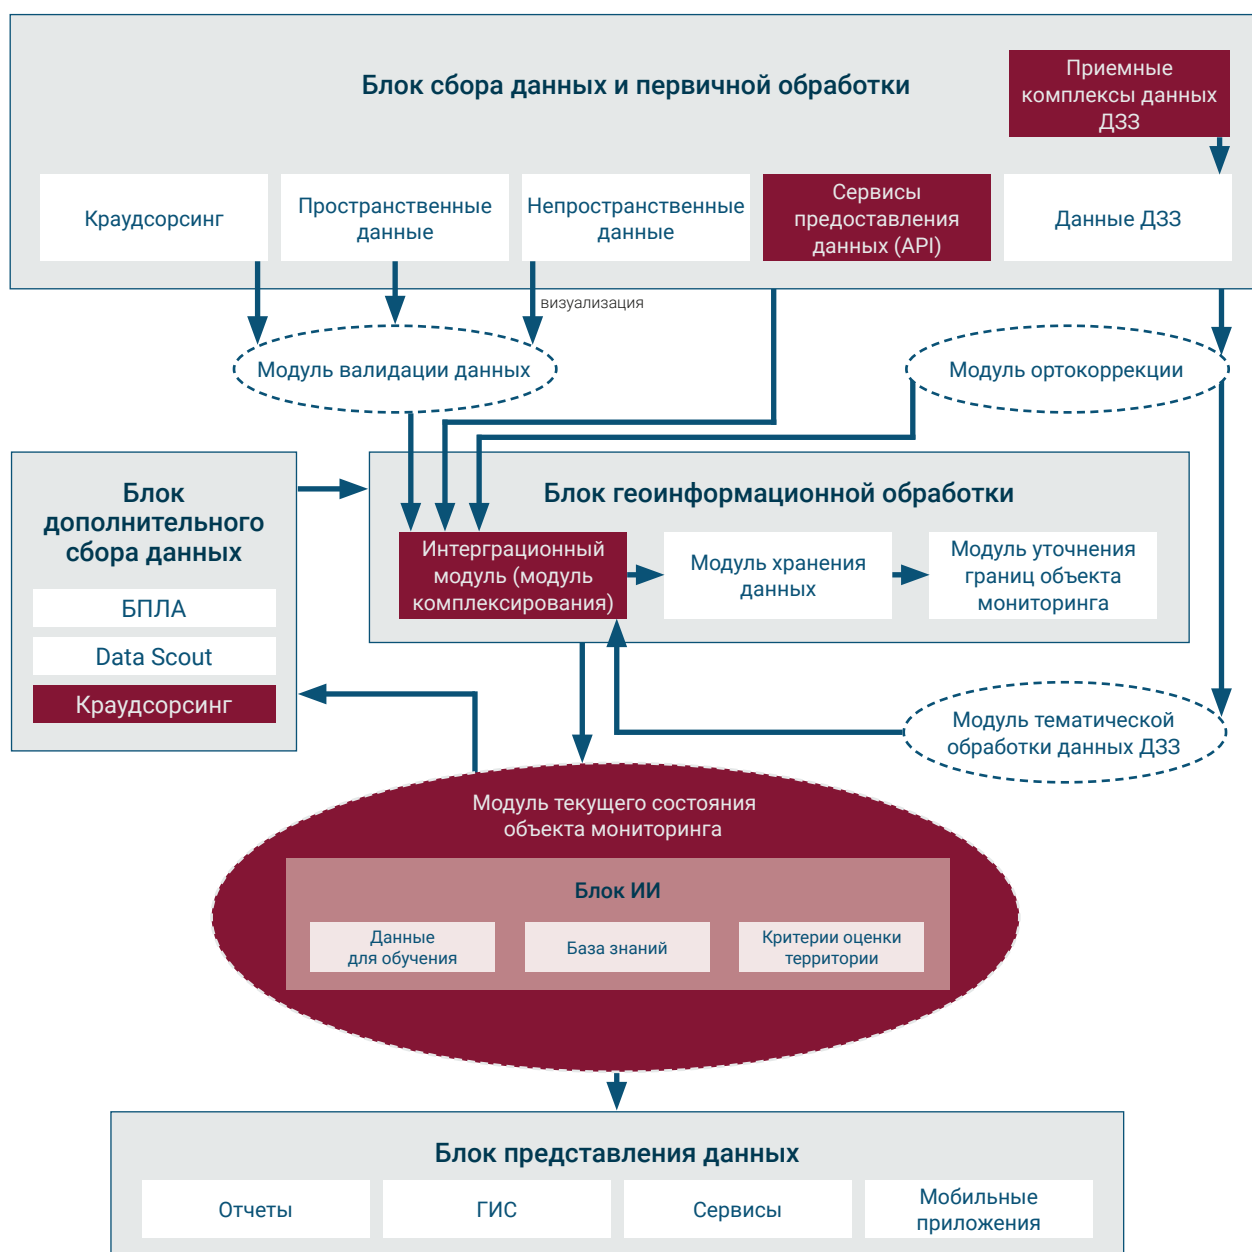 Блок сбора данных и первичной обработки
Приемные
комплексы данных
ДЗЗ
Краудсорсинг
Пространственные
данные
Непространственные
данные
Сервисы
предоставления
данных (API)
Данные ДЗЗ
визуализация
Модуль валидации данных
Модуль ортокоррекции
Блок
дополнительного
сбора данных
БПЛА
Data Scout
Краудсорсинг
Блок геоинформационной обработки
Интерграционный
модуль (модуль
комплексирования)
Модуль хранения
данных
Модуль уточнения
границ объекта
мониторинга
Модуль тематической
обработки данных ДЗЗ
Модуль текущего состояния
объекта мониторинга
Блок ИИ
Данные
для обучения
База знаний
Критерии оценки
территории
Блок представления данных
Отчеты
ГИС
Сервисы
Мобильные
приложения